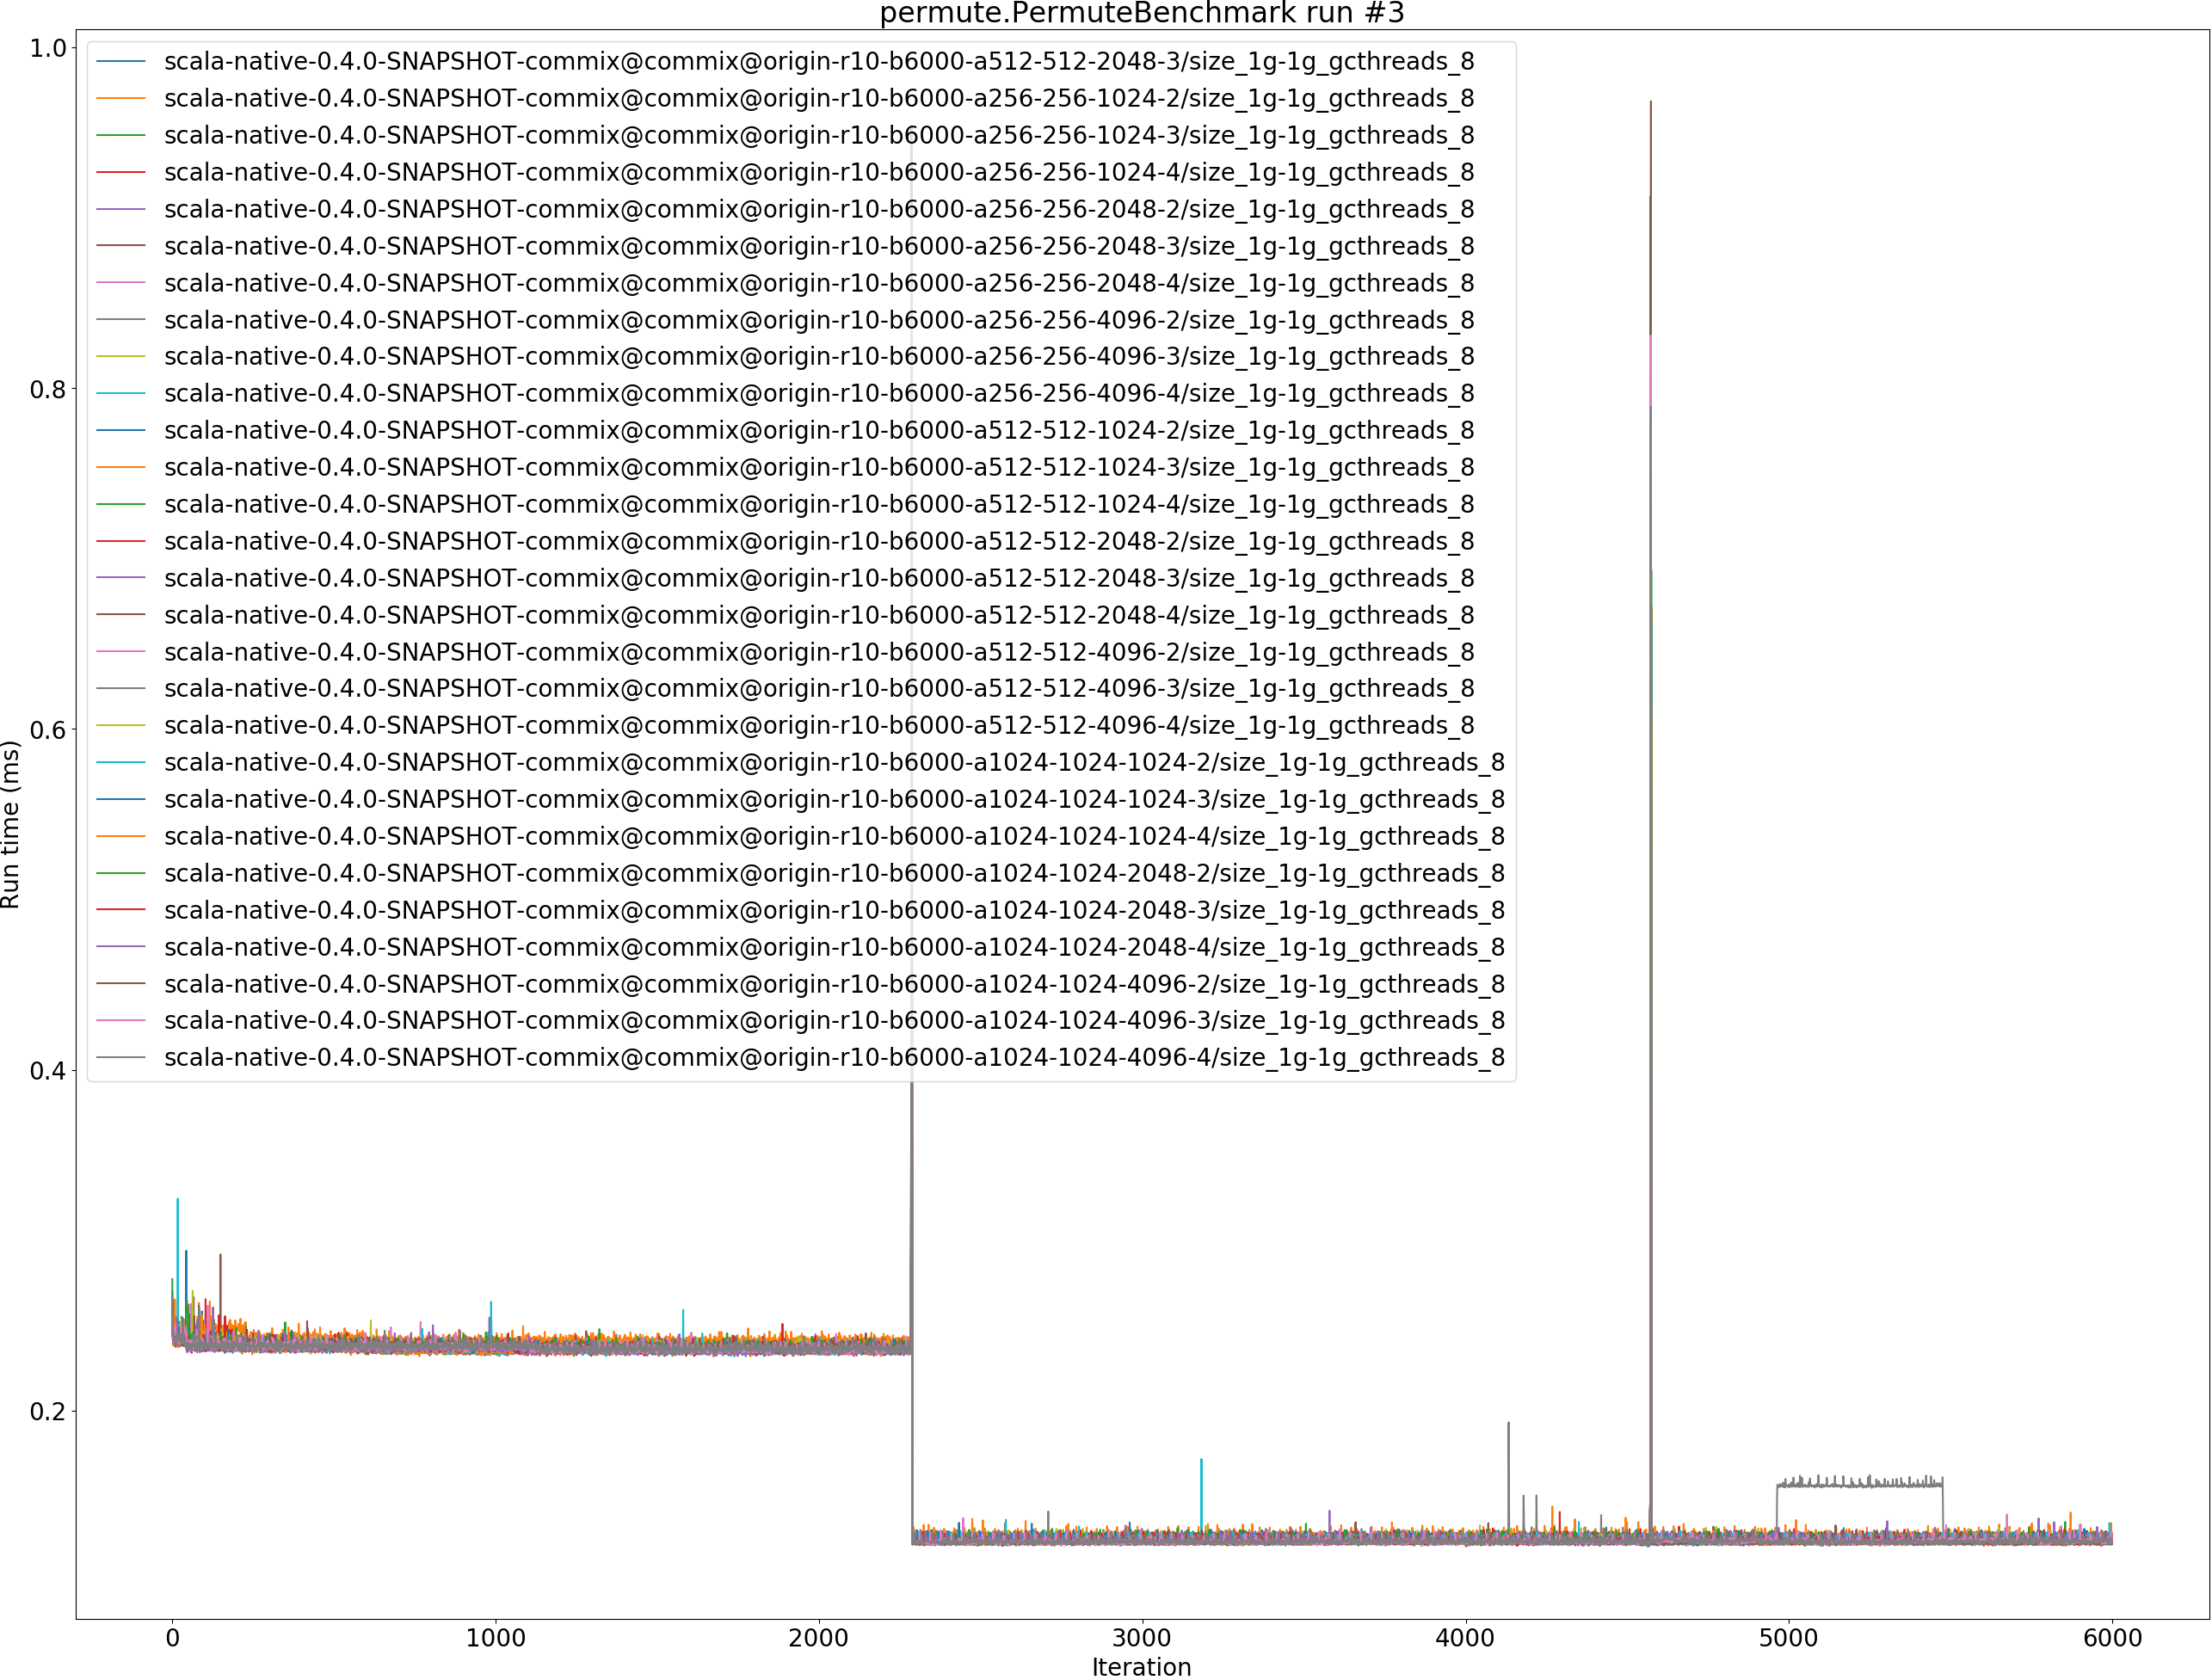 permute.PermuteBenchmark run #3
1.0
0.8
0.6
0.4
0.2
Run time (ms)
scala-native-0.4.0-SNAPSHOT-commix@commix@origin-r10-b6000-a512-512-2048-3/size_1g-1g_gcthreads_8
scala-native-0.4.0-SNAPSHOT-commix@commix@origin-r10-b6000-a256-256-1024-2/size_1g-1g_gcthreads_8
scala-native-0.4.0-SNAPSHOT-commix@commix@origin-r10-b6000-a256-256-1024-3/size_1g-1g_gcthreads_8
scala-native-0.4.0-SNAPSHOT-commix@commix@origin-r10-b6000-a256-256-1024-4/size_1g-1g_gcthreads_8
scala-native-0.4.0-SNAPSHOT-commix@commix@origin-r10-b6000-a256-256-2048-2/size_1g-1g_gcthreads_8
scala-native-0.4.0-SNAPSHOT-commix@commix@origin-r10-b6000-a256-256-2048-3/size_1g-1g_gcthreads_8
scala-native-0.4.0-SNAPSHOT-commix@commix@origin-r10-b6000-a256-256-2048-4/size_1g-1g_gcthreads_8
scala-native-0.4.0-SNAPSHOT-commix@commix@origin-r10-b6000-a256-256-4096-2/size_1g-1g_gcthreads_8
scala-native-0.4.0-SNAPSHOT-commix@commix@origin-r10-b6000-a256-256-4096-3/size_1g-1g_gcthreads_8
scala-native-0.4.0-SNAPSHOT-commix@commix@origin-r10-b6000-a256-256-4096-4/size_1g-1g_gcthreads_8
scala-native-0.4.0-SNAPSHOT-commix@commix@origin-r10-b6000-a512-512-1024-2/size_1g-1g_gcthreads_8
scala-native-0.4.0-SNAPSHOT-commix@commix@origin-r10-b6000-a512-512-1024-3/size_1g-1g_gcthreads_8
scala-native-0.4.0-SNAPSHOT-commix@commix@origin-r10-b6000-a512-512-1024-4/size_1g-1g_gcthreads_8
scala-native-0.4.0-SNAPSHOT-commix@commix@origin-r10-b6000-a512-512-2048-2/size_1g-1g_gcthreads_8
scala-native-0.4.0-SNAPSHOT-commix@commix@origin-r10-b6000-a512-512-2048-3/size_1g-1g_gcthreads_8
scala-native-0.4.0-SNAPSHOT-commix@commix@origin-r10-b6000-a512-512-2048-4/size_1g-1g_gcthreads_8
scala-native-0.4.0-SNAPSHOT-commix@commix@origin-r10-b6000-a512-512-4096-2/size_1g-1g_gcthreads_8
scala-native-0.4.0-SNAPSHOT-commix@commix@origin-r10-b6000-a512-512-4096-3/size_1g-1g_gcthreads_8
scala-native-0.4.0-SNAPSHOT-commix@commix@origin-r10-b6000-a512-512-4096-4/size_1g-1g_gcthreads_8
scala-native-0.4.0-SNAPSHOT-commix@commix@origin-r10-b6000-a1024-1024-1024-2/size_1g-1g_gcthreads_8
scala-native-0.4.0-SNAPSHOT-commix@commix@origin-r10-b6000-a1024-1024-1024-3/size_1g-1g_gcthreads_8
scala-native-0.4.0-SNAPSHOT-commix@commix@origin-r10-b6000-a1024-1024-1024-4/size_1g-1g_gcthreads_8
scala-native-0.4.0-SNAPSHOT-commix@commix@origin-r10-b6000-a1024-1024-2048-2/size_1g-1g_gcthreads_8
scala-native-0.4.0-SNAPSHOT-commix@commix@origin-r10-b6000-a1024-1024-2048-3/size_1g-1g_gcthreads_8
scala-native-0.4.0-SNAPSHOT-commix@commix@origin-r10-b6000-a1024-1024-2048-4/size_1g-1g_gcthreads_8
scala-native-0.4.0-SNAPSHOT-commix@commix@origin-r10-b6000-a1024-1024-4096-2/size_1g-1g_gcthreads_8
scala-native-0.4.0-SNAPSHOT-commix@commix@origin-r10-b6000-a1024-1024-4096-3/size_1g-1g_gcthreads_8
scala-native-0.4.0-SNAPSHOT-commix@commix@origin-r10-b6000-a1024-1024-4096-4/size_1g-1g_gcthreads_8
0 1000 2000 3000 4000 5000 6000
Iteration